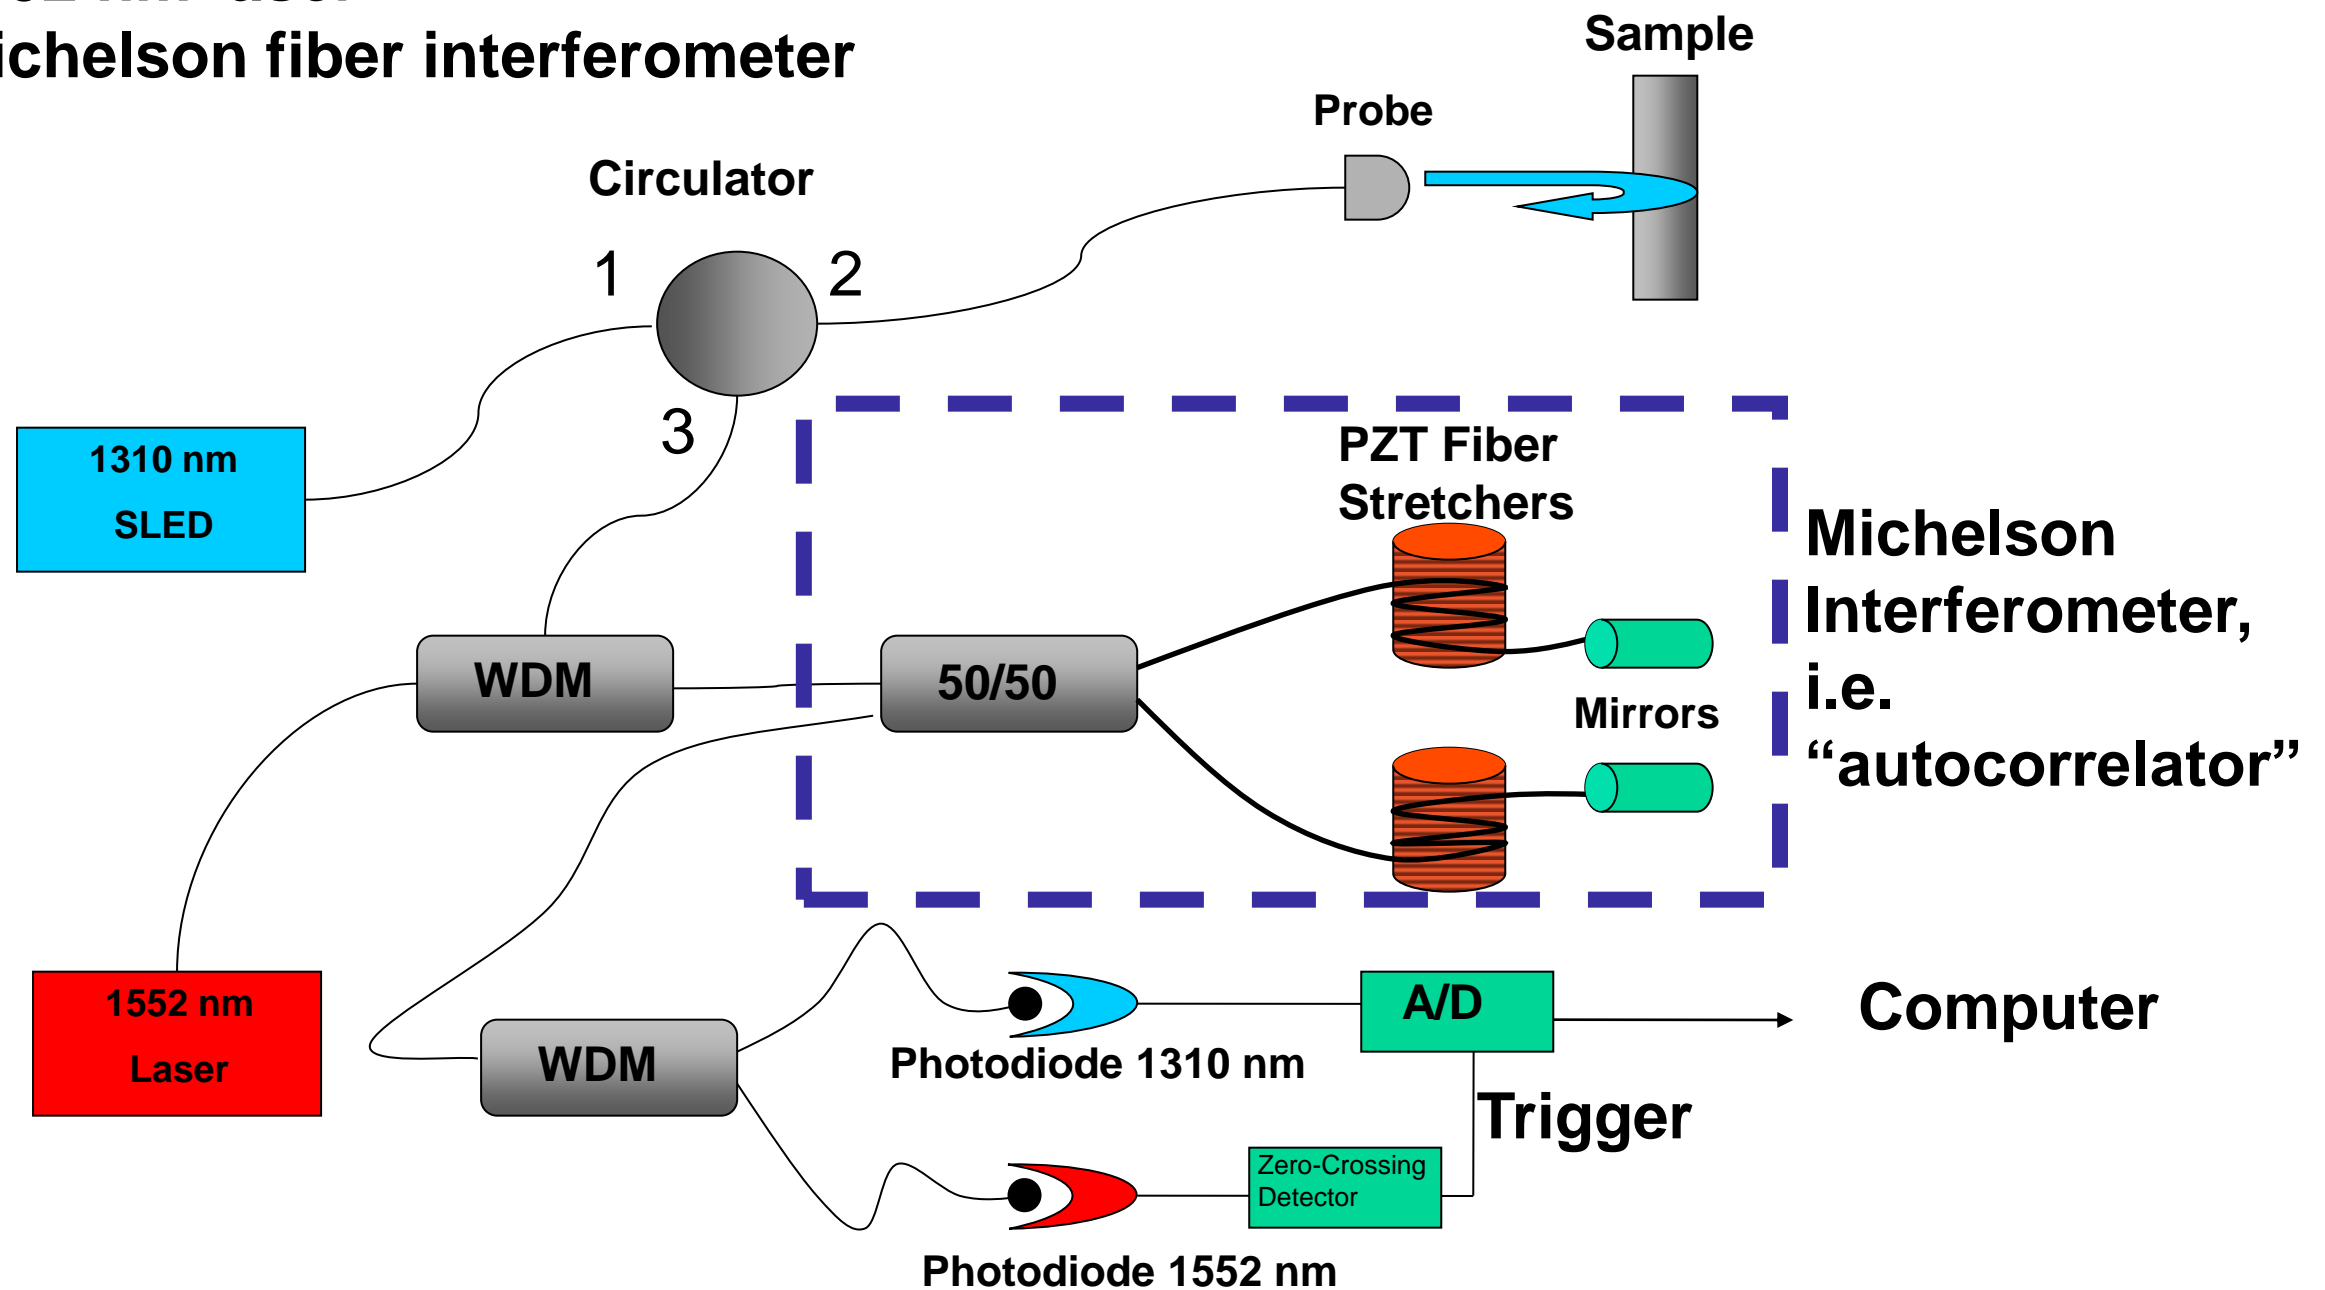 ichelson fiber interferometer
Sample
Probe
Circulator
1
2
3
1310 nm
SLED
PZT Fiber
Stretchers
Michelson
Interferometer,
i.e.
“autocorrelator”
WDM
50/50
Mirrors
1552 nm
Laser
WDM
Photodiode 1310 nm
A/D
Computer
Trigger
Zero-Crossing
Detector
Photodiode 1552 nm